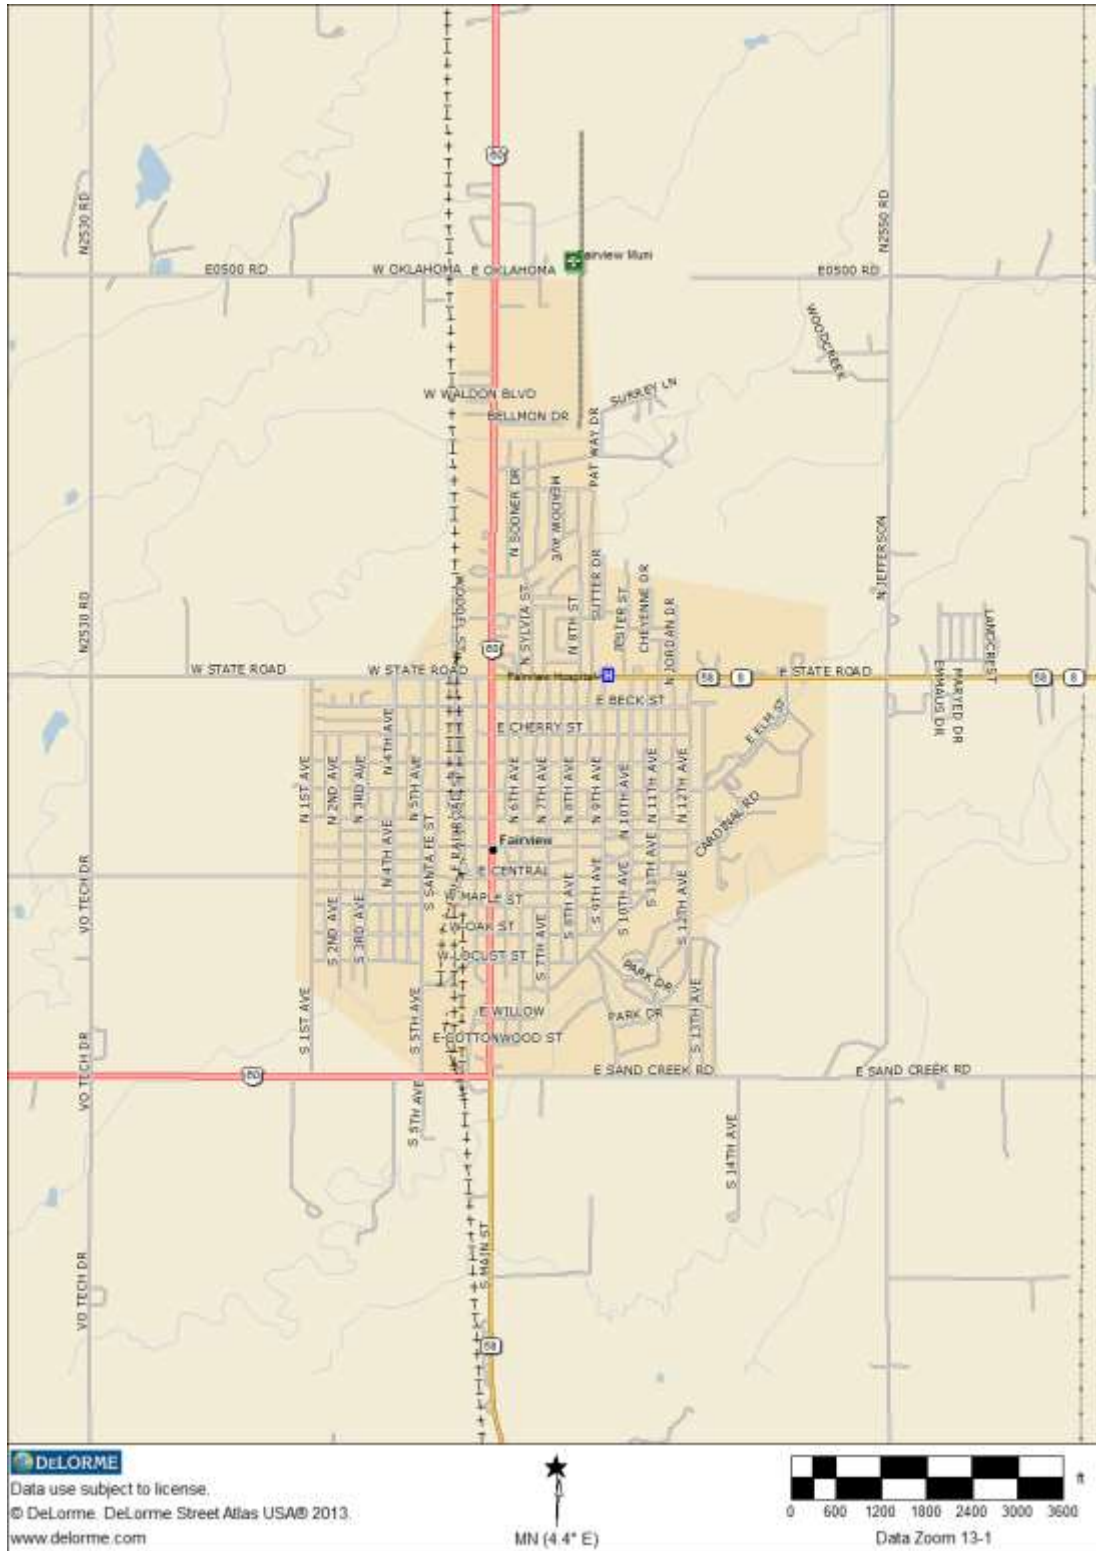 60
N2530 RD
N2550 RD
Fairview Muni
E0500 RD
W OKLAHOMA
E OKLAHOMA
E0500 RD
WOODCREEK
SURREY LN
W WALDON BLVD
BELLMON DR
PAT WAY DR
N SOONER DR
MEADOW AVE
N JEFFERSON
SUTTER DR
CHEYENNE DR
JESTER ST
N JORDAN DR
N SYLVIA ST
N 8TH ST
N2530 RD
LANDCREST
60
W STATE ROAD
W STATE ROAD
Fairview Hospital
H
58
8
E STATE ROAD
58
8
EMMAUS DR
MARYED DR
E BECK ST
E CHERRY ST
E ELM ST
N 4TH AVE
N 1ST AVE
N 2ND AVE
N 3RD AVE
N 5TH AVE
N 6TH AVE
N 7TH AVE
N 8TH AVE
N 9TH AVE
N 10TH AVE
N 11TH AVE
N 12TH AVE
CARDINAL RD
N 4TH AVE
S SANTA FE ST
Fairview
E CENTRAL
W MAPLE ST
W OAK ST
W LOCUST ST
VO TECH DR
S 2ND AVE
S 3RD AVE
S 7TH AVE
S 8TH AVE
S 9TH AVE
S 10TH AVE
S 11TH AVE
S 12TH AVE
PARK DR
PARK DR
S 13TH AVE
S 1ST AVE
S 5TH AVE
E WILLOW
E COTTONWOOD ST
VO TECH DR
60
E SAND CREEK RD
E SAND CREEK RD
S 5TH AVE
S 14TH AVE
VO TECH DR
S MAIN ST
58
DELORME
Data use subject to license.
© DeLorme. DeLorme Street Atlas USA® 2013.
www.delorme.com
MN (4.4° E)
ft
0 600 1200 1800 2400 3000 3600
Data Zoom 13-1